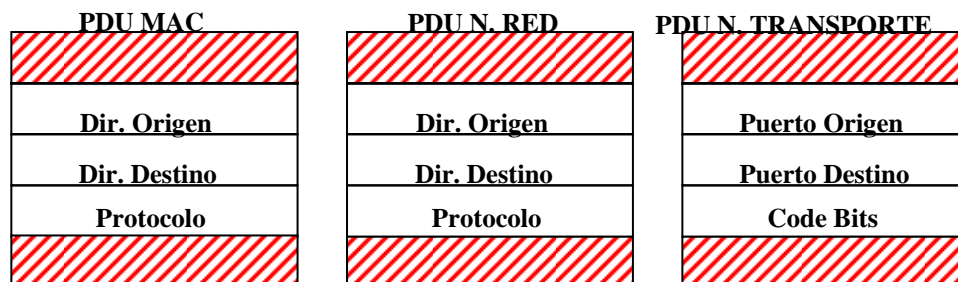 PDU MAC
Dir. Origen
Dir. Destino
Protocolo
PDU N. RED
Dir. Origen
Dir. Destino
Protocolo
PDU N. TRANSPORTE
Puerto Origen
Puerto Destino
Code Bits